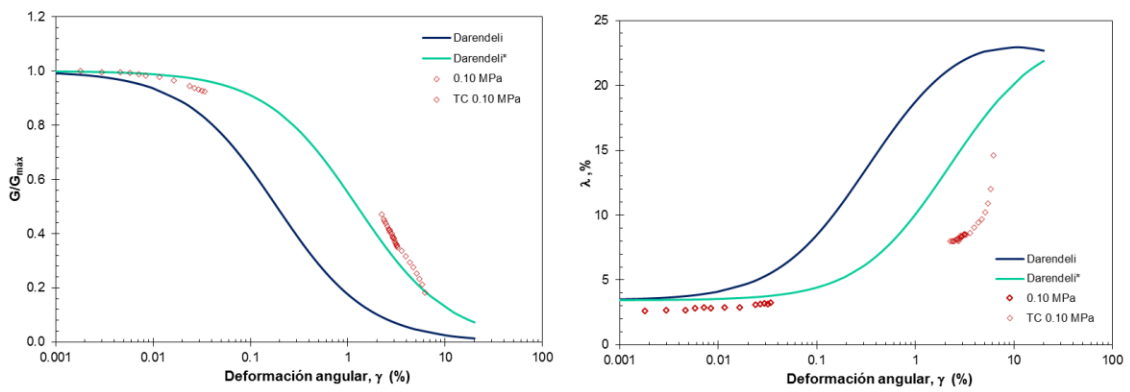 1.2
1.0
0.8
0.6
0.4
0.2
0.0
G/Gmáx
0.001
0.01
0.1
1
10
100
Deformación angular, γ (%)
Darendeli
Darendeli*
0.10 MPa
TC 0.10 MPa
25
20
15
10
5
0
λ, %
0.001
0.01
0.1
1
10
100
Deformación angular, γ (%)
Darendeli
Darendeli*
0.10 MPa
TC 0.10 MPa